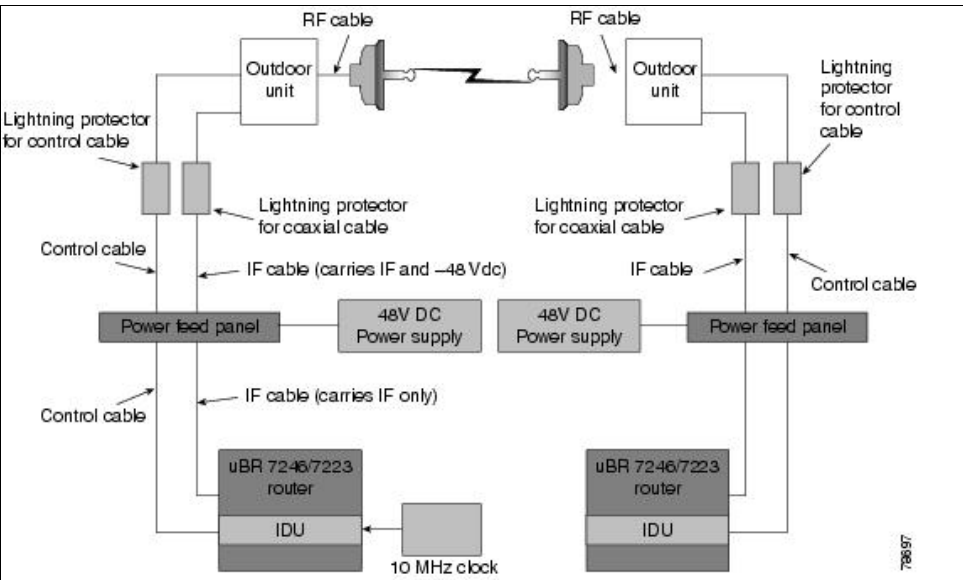 RF cable
RF cable
Outdoor
unit
Outdoor
unit
Lightning
protector
for control
cable
Lightning protector
for control cable
Lightning protector
for coaxial cable
Lightning protector
for coaxial cable
Control cable
IF cable (carries IF and –48 Vdc)
IF cable
Control cable
Power feed panel
48V DC
Power supply
48V DC
Power supply
Power feed panel
Control cable
IF cable (carries IF only)
uBR 7246/7223
router
IDU
10 MHz clock
uBR 7246/7223
router
IDU
79697